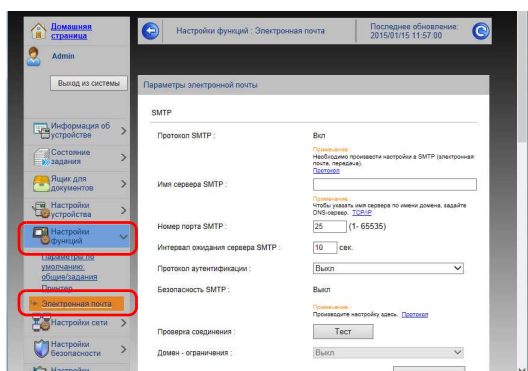 Домашняя
страница
Настройки функций : Электронная почта
Последнее обновление:
2015/01/15 11:57:00
Admin
Выход из системы
Параметры электронной почты
SMTP
Информация об
устройстве
Состояние
задания
Ящик для
документов
Настройки
устройства
Настройки
функций
Параметры по
умолчанию:
общие/задания
Принтер
Электронная почта
Настройки сети
Настройки
безопасности
Настройки
Протокол SMTP :
Вкл
Примечание :
Необходимо произвести настройки в SMTP (электронная
почта, передача).
Протокол
Имя сервера SMTP :
Примечание :
Чтобы указать имя сервера по имени домена, задайте
DNS-сервер. TCP/IP
Номер порта SMTP :
25 (1- 65535)
Интервал ожидания сервера SMTP :
10 сек.
Протокол аутентификации :
Выкл
Безопасность SMTP :
Выкл
Примечание :
Производите настройку здесь. Протокол
Проверка соединения :
Тест
Домен - ограничения :
Выкл